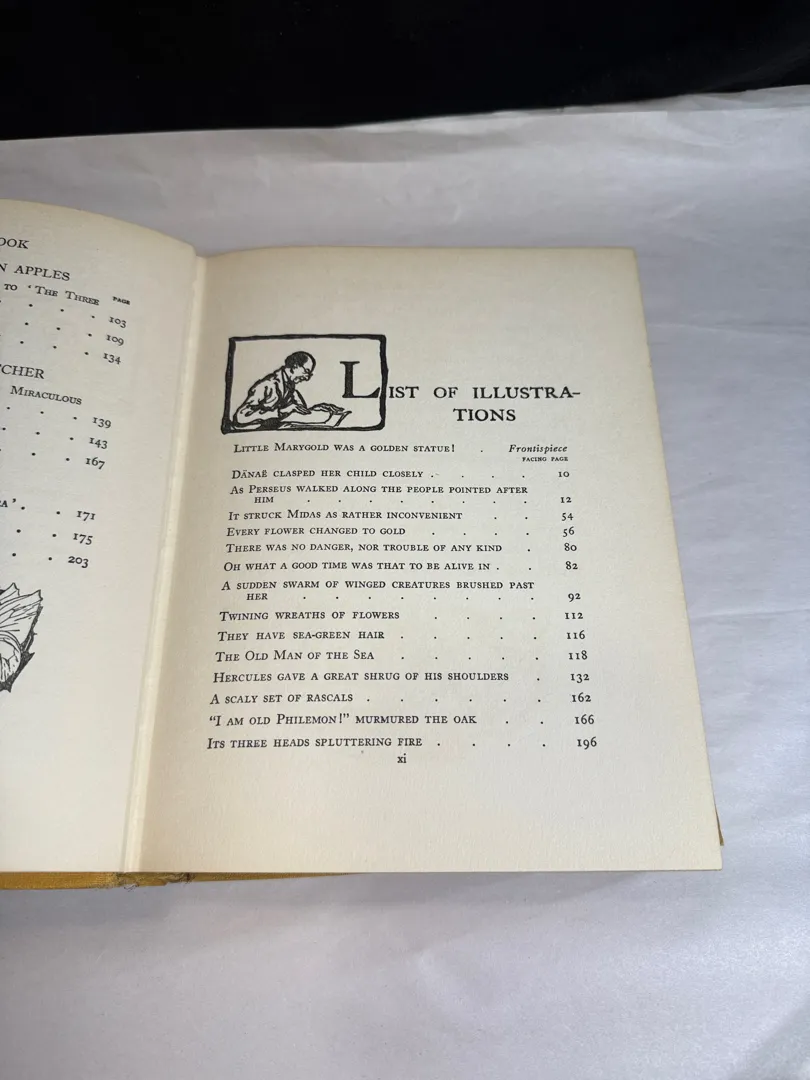 APPLES
TO 'THE THREE PAGE
. . . 103
. . . 109
. . . 134
MIRACULOUS
. . . 139
. . . 143
. . 167
. . 171
. . 175
. . 203
LIST OF ILLUSTRA-
TIONS
LITTLE MARYGOLD WAS A GOLDEN STATUE! . Frontispiece
FACING PAGE
DÄNAË CLASPED HER CHILD CLOSELY . . . . 10
AS PERSEUS WALKED ALONG THE PEOPLE POINTED AFTER
HIM . . . . . . . . 12
IT STRUCK MIDAS AS RATHER INCONVENIENT . . 54
EVERY FLOWER CHANGED TO GOLD . . . . 56
THERE WAS NO DANGER, NOR TROUBLE OF ANY KIND . 80
OH WHAT A GOOD TIME WAS THAT TO BE ALIVE IN . . 82
A SUDDEN SWARM OF WINGED CREATURES BRUSHED PAST
HER . . . . . . . . 92
TWINING WREATHS OF FLOWERS . . . . 112
THEY HAVE SEA-GREEN HAIR . . . . . 116
THE OLD MAN OF THE SEA . . . . . 118
HERCULES GAVE A GREAT SHRUG OF HIS SHOULDERS . 132
A SCALY SET OF RASCALS . . . . . . 162
"I AM OLD PHILEMON!" MURMURED THE OAK . . 166
ITS THREE HEADS SPLUTTERING FIRE . . . . 196
xi